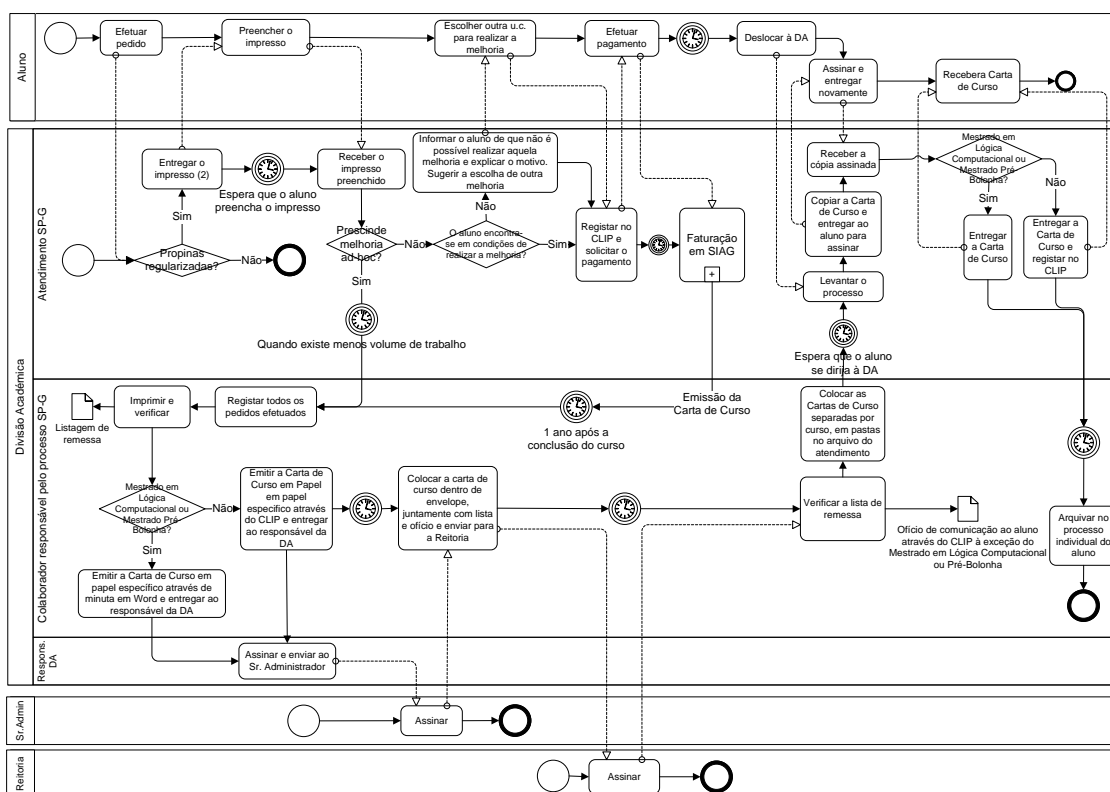 Aluno
Efetuar
pedido
Preencher o
impresso
Escolher outra u.c.
para realizar a
melhoria
Efetuar
pagamento
Deslocar à DA
Assinar e
entregar
novamente
Recebera Carta
de Curso
Divisão Académica
Atendimento SP-G
Entregar o
impresso (2)
Espera que o aluno
preencha o impresso
Receber o
impresso
preenchido
Informar o aluno de que não é
possível realizar aquela
melhoria e explicar o motivo.
Sugerir a escolha de outra
melhoria
Sim
Propinas
regularizadas?
Não
Prescinde
melhoria
ad-hoc?
Não
Sim
Não
O aluno encontra-
se em condições de
realizar a melhoria?
Sim
Registar no
CLIP e
solicitar o
pagamento
Faturação
em SIAG
Quando existe menos volume de trabalho
Receber a
cópia assinada
Copiar a Carta
de Curso e
entregar ao
aluno para
assinar
Levantar o
processo
Espera que o aluno
se dirija à DA
Mestrado em
Lógica
Computacional ou
Mestrado Pré
Bolonha?
Sim
Não
Entregar
a Carta
de Curso
Entregar a
Carta de
Curso e
registar no
CLIP
Colaborador responsável pelo processo SP-G
Listagem de
remessa
Imprimir e
verificar
Registar todos os
pedidos efetuados
1 ano após a
conclusão do curso
Emissão da
Carta de Curso
Colocar as
Cartas de Curso
separadas por
curso, em pastas
no arquivo do
atendimento
Mestrado em
Lógica
Computacional ou
Mestrado Pré
Bolonha?
Não
Sim
Emitir a Carta de
Curso em Papel
em papel
especifico através
do CLIP e entregar
ao responsável da
DA
Colocar a carta de
curso dentro de
envelope,
juntamente com lista
e ofício e enviar para
a Reitoria
Verificar a lista de
remessa
Ofício de comunicação ao aluno
através do CLIP à exceção do
Mestrado em Lógica Computacional
ou Pré-Bolonha
Arquivar no
processo
individual do
aluno
Emitir a Carta de Curso em
papel específico através de
minuta em Word e entregar ao
responsável da DA
Respons.
DA
Assinar e enviar ao
Sr. Administrador
Sr.Admin
Assinar
Reitoria
Assinar